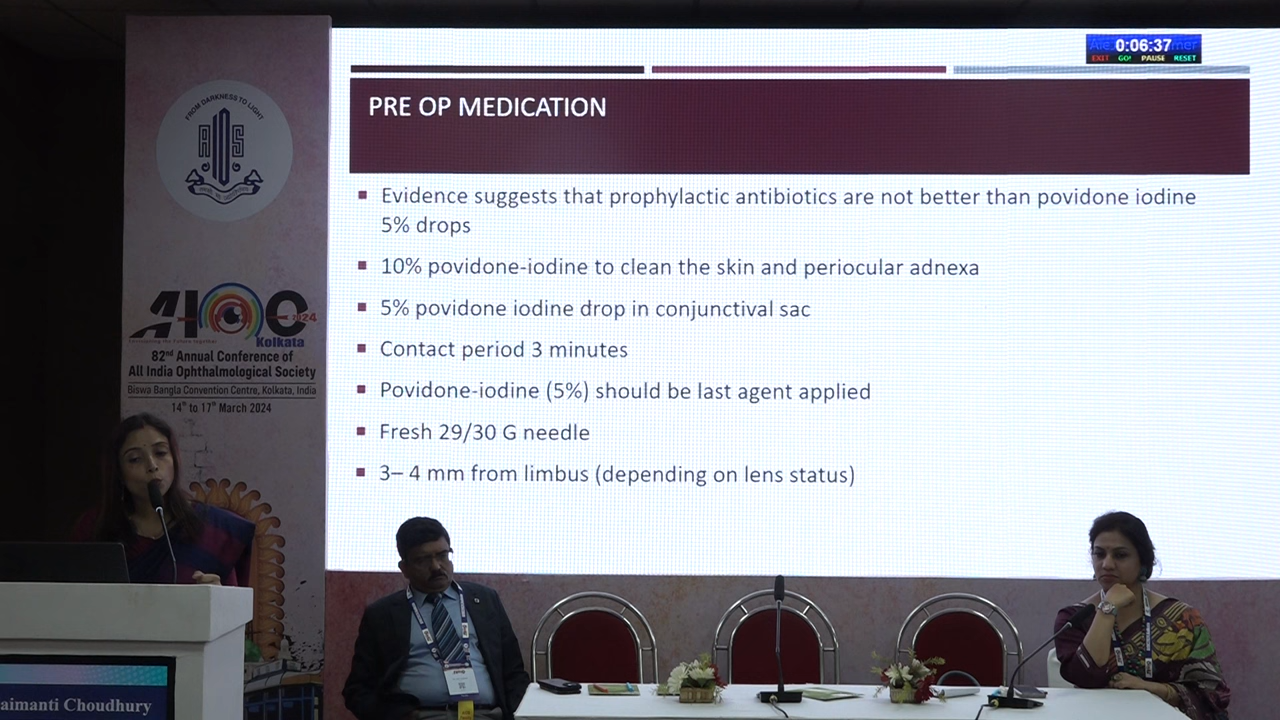 0:06:37
EXIT GO! PAUSE RESET
PRE OP MEDICATION
Evidence suggests that prophylactic antibiotics are not better than povidone iodine
5% drops
10% povidone-iodine to clean the skin and periocular adnexa
5% povidone iodine drop in conjunctival sac
Contact period 3 minutes
Povidone-iodine (5%) should be last agent applied
Fresh 29/30 G needle
3– 4 mm from limbus (depending on lens status)
FROM DARKNESS TO LIGHT
AIOS
AIOC 2024
Kolkata
82nd Annual Conference of
All India Ophthalmological Society
Biswa Bangla Convention Centre, Kolkata, India
14th to 17th March 2024
aimanti Choudhury